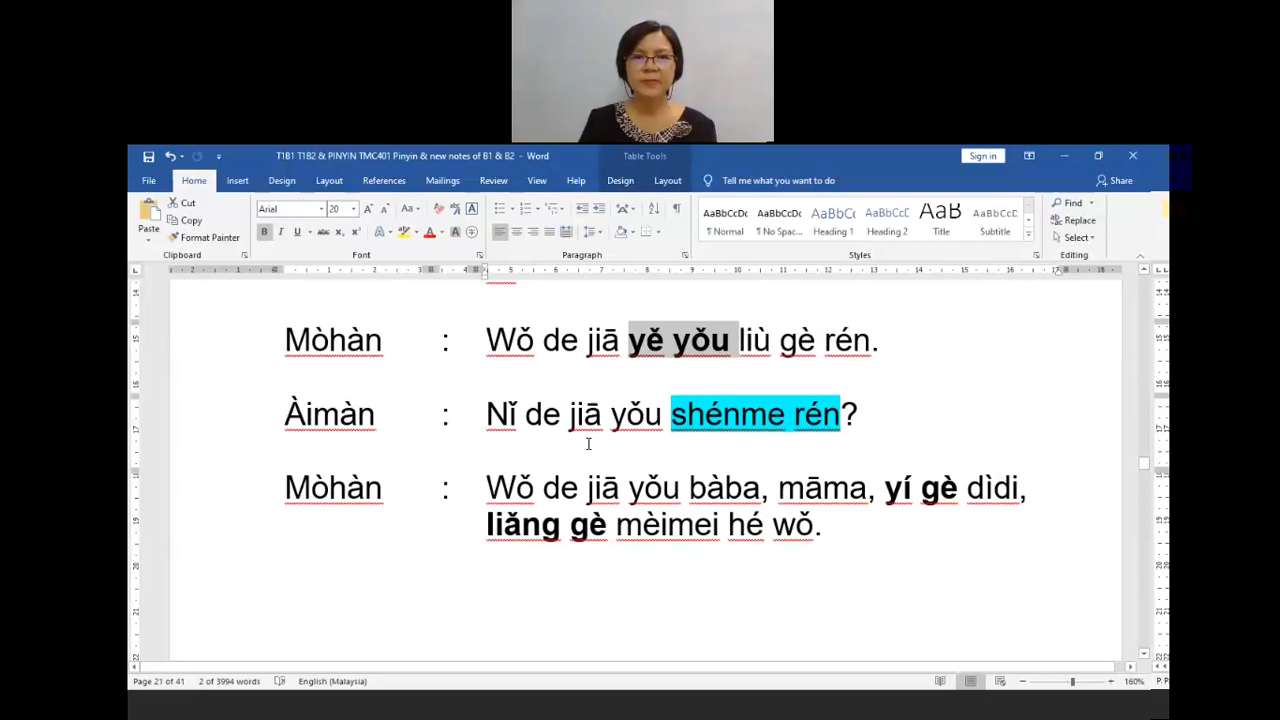 T1B1 T1B2 & PINYIN TMC401 Pinyin & new notes of B1 & B2 - Word
Table Tools
Sign in
File Home Insert Design Layout References Mailings Review View Help Design Layout Tell me what you want to do Share
Paste
Cut
Copy
Format Painter
Arial 20
AaBbCcDc AaBbCcDc AaBbCc AaBbCcD AaB AaBbCcD
¶ Normal ¶ No Spac... Heading 1 Heading 2 Title Subtitle
Find
Replace
Select
Clipboard Font Paragraph Styles Editing
Mòhàn : Wǒ de jiā yě yǒu liù gè rén.
Àimàn : Nǐ de jiā yǒu shénme rén?
Mòhàn : Wǒ de jiā yǒu bàba, māma, yí gè dìdi,
liǎng gè mèimei hé wǒ.
Page 21 of 41 2 of 3994 words English (Malaysia) 160%